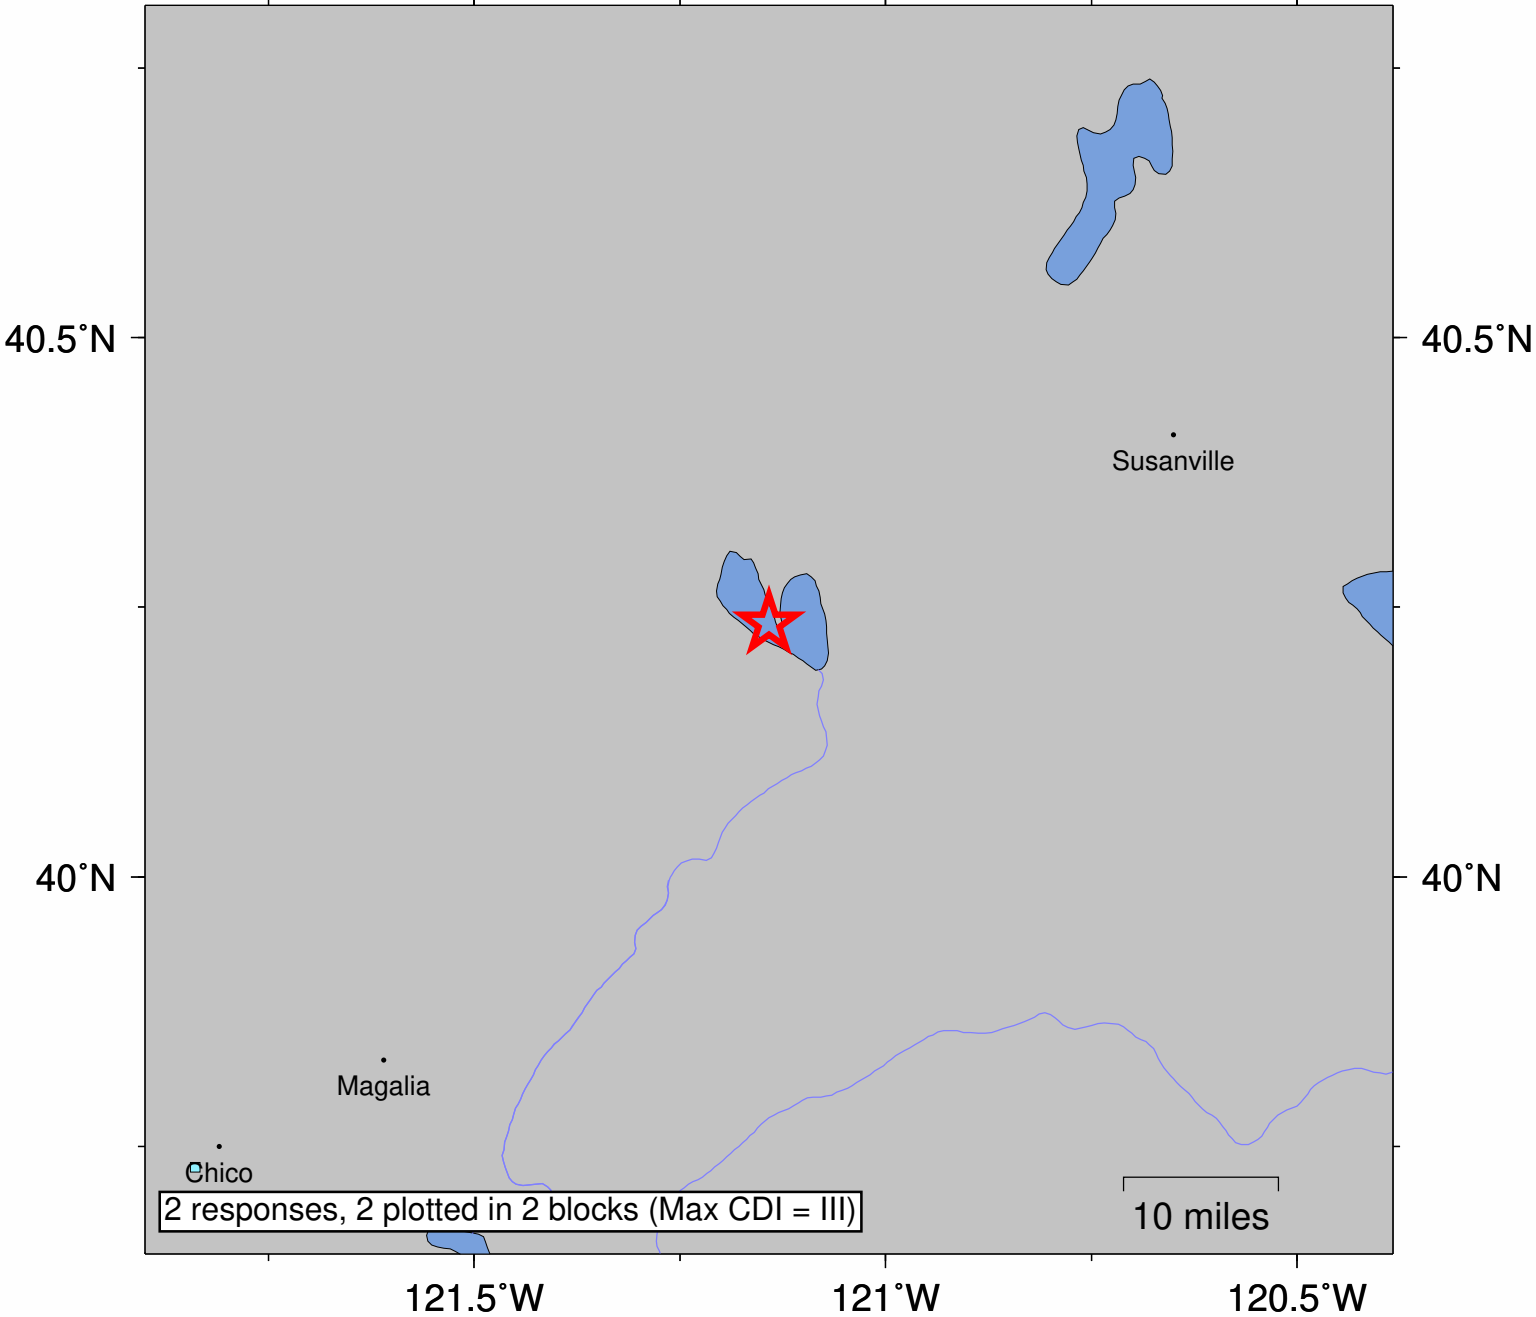 40.5˚N
40.5˚N
Susanville
40˚N
40˚N
Magalia
Chico
2 responses, 2 plotted in 2 blocks (Max CDI = III)
10 miles
121.5˚W
121˚W
120.5˚W